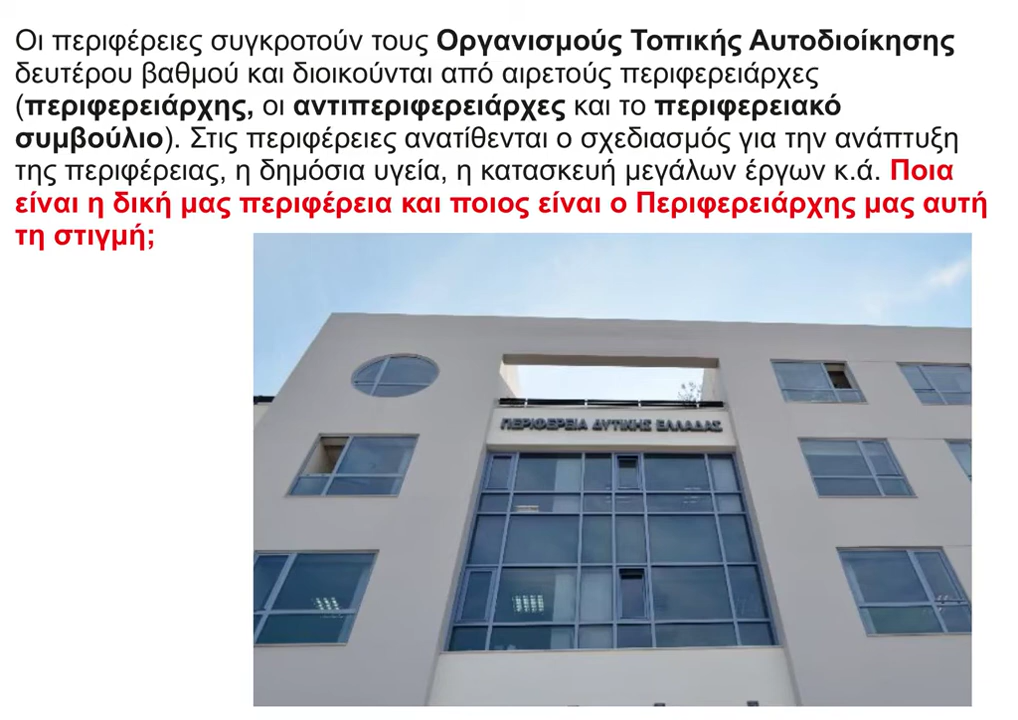 Οι περιφέρειες συγκροτούν τους Οργανισμούς Τοπικής Αυτοδιοίκησης
δευτέρου βαθμού και διοικούνται από αιρετούς περιφερειάρχες
(περιφερειάρχης, οι αντιπεριφερειάρχες και το περιφερειακό
συμβούλιο). Στις περιφέρειες ανατίθενται ο σχεδιασμός για την ανάπτυξη
της περιφέρειας, η δημόσια υγεία, η κατασκευή μεγάλων έργων κ.ά. Ποια
είναι η δική μας περιφέρεια και ποιος είναι ο Περιφερειάρχης μας αυτή
τη στιγμή;
ΠΕΡΙΦΕΡΕΙΑ ΔΥΤΙΚΗΣ ΕΛΛΑΔΑΣ